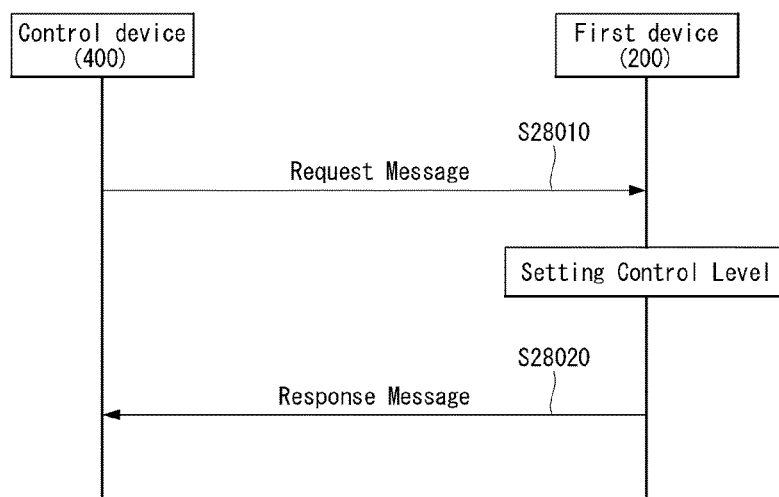 Control device
(400)
First device
(200)
S28010
Request Message
Setting Control Level
S28020
Response Message